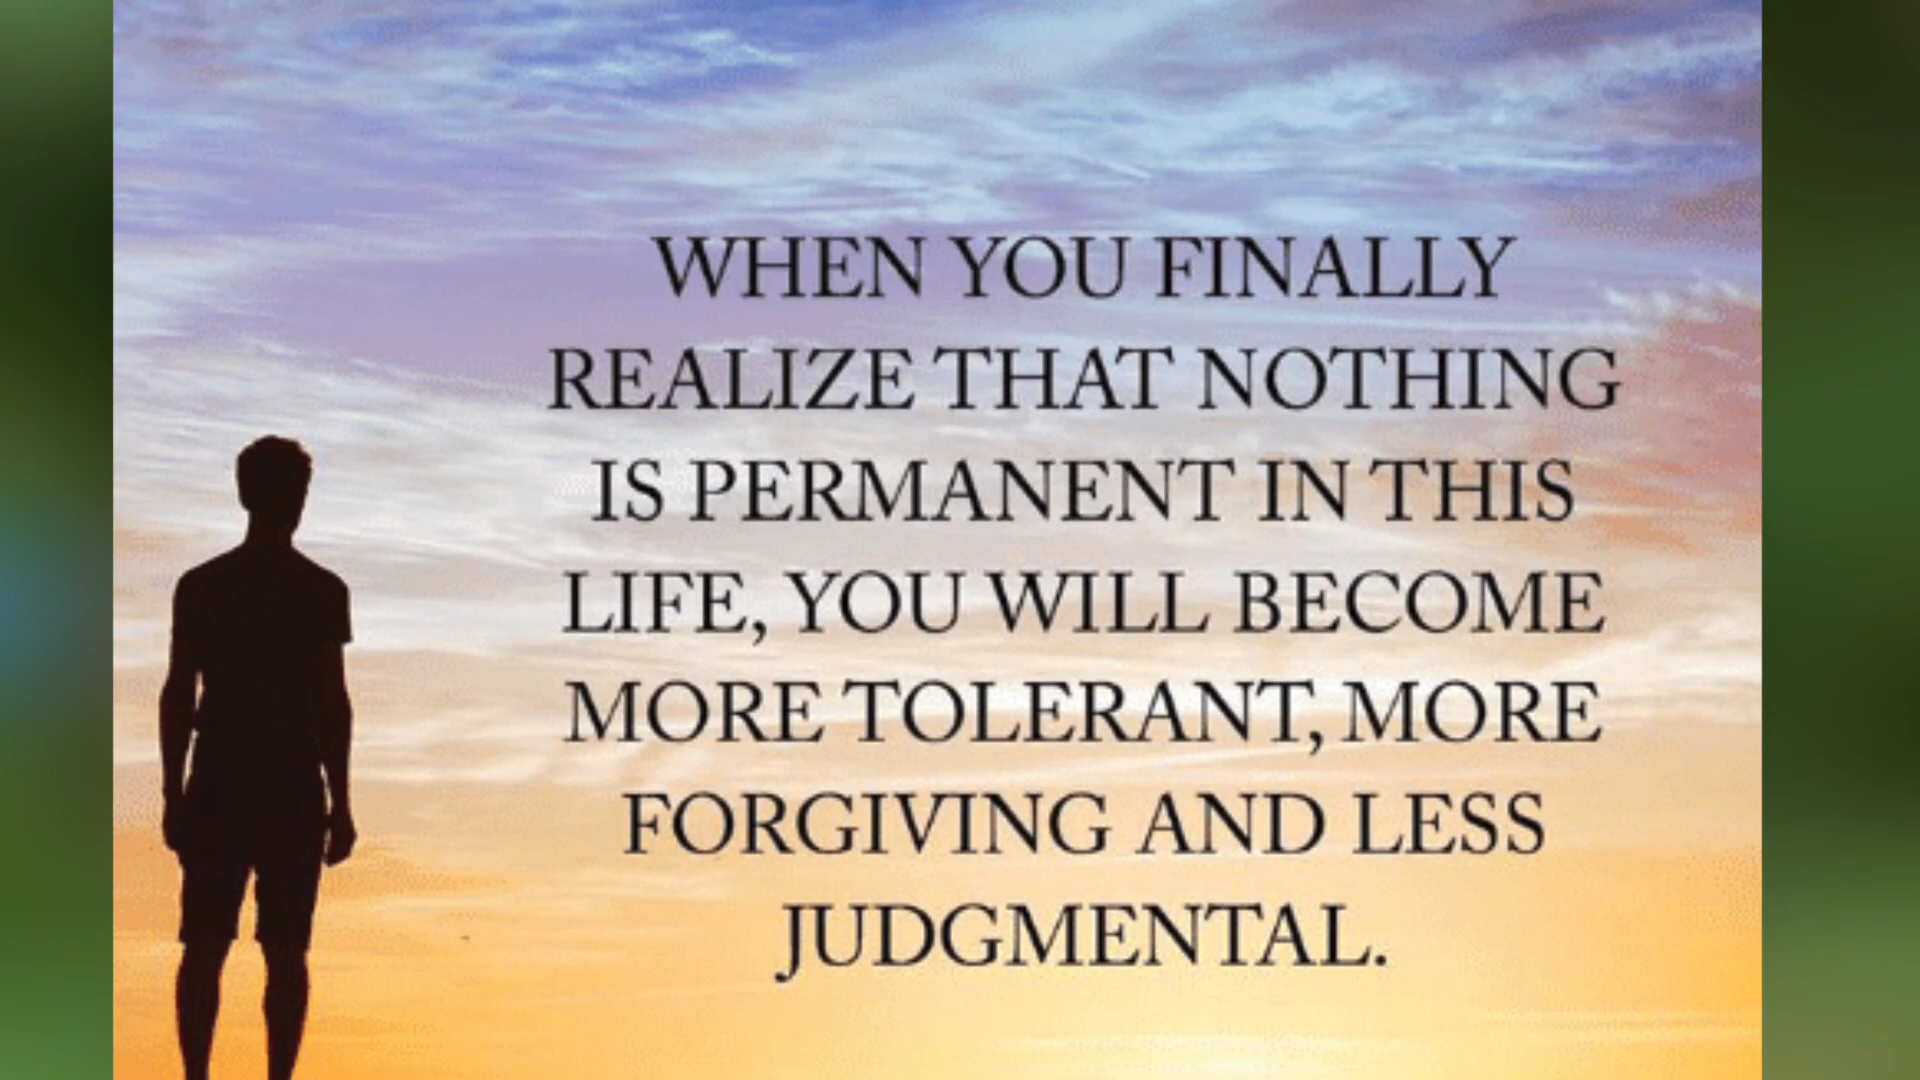 WHEN YOU FINALLY
REALIZE THAT NOTHING
IS PERMANENT IN THIS
LIFE, YOU WILL BECOME
MORE TOLERANT, MORE
FORGIVING AND LESS
JUDGMENTAL.